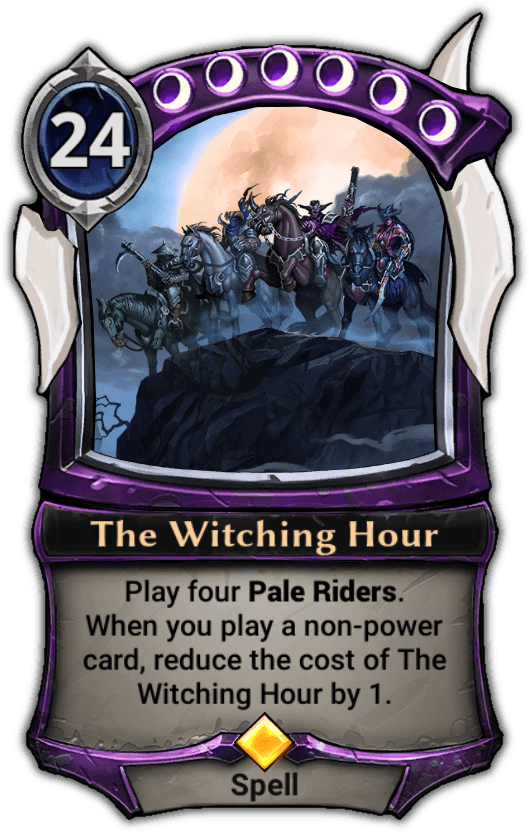 24
The Witching Hour
Play four Pale Riders.
When you play a non-power
card, reduce the cost of The
Witching Hour by 1.
Spell